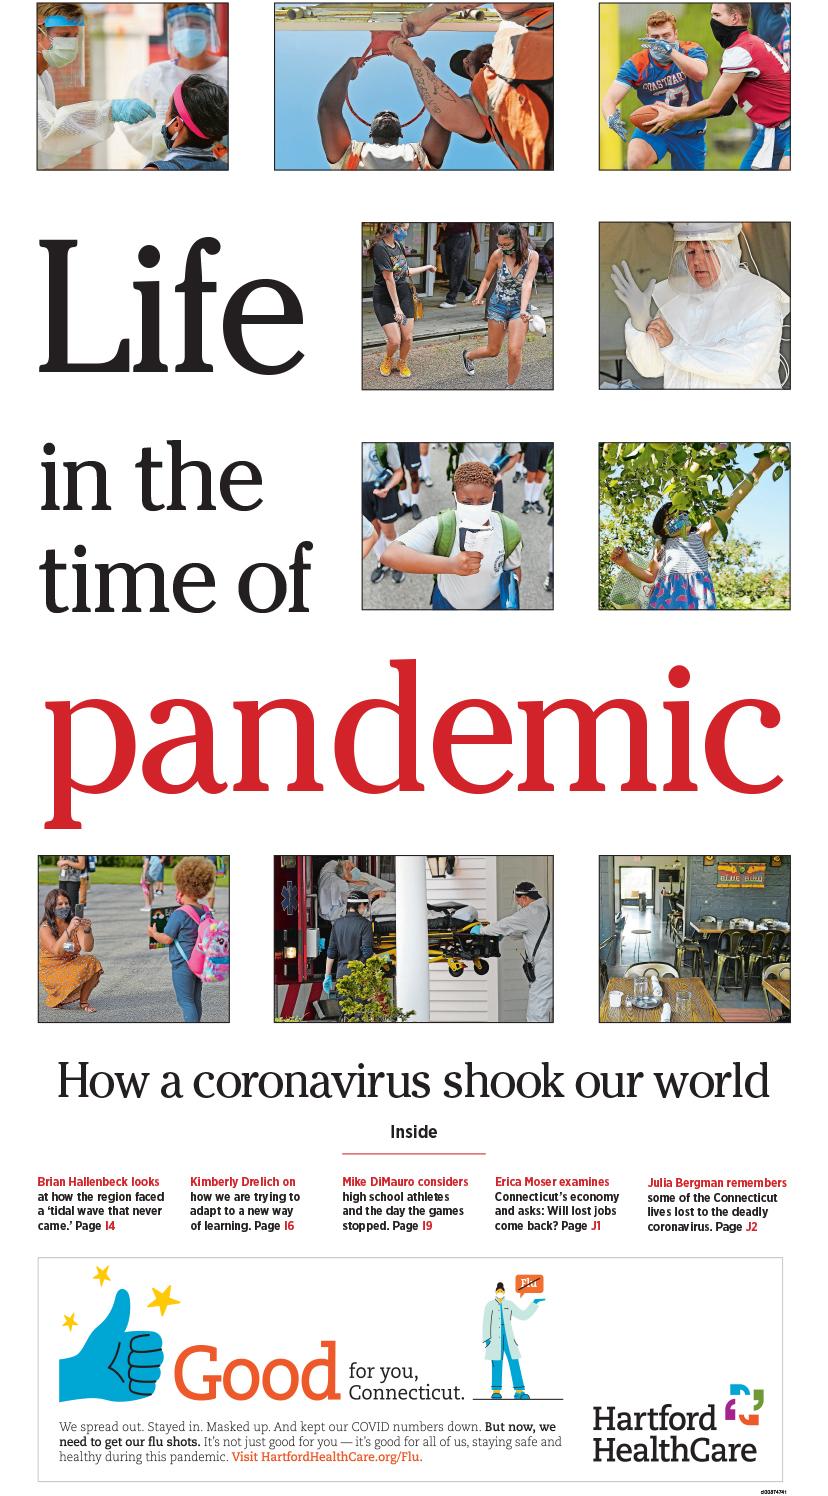 Life
in the
time of
pandemic
How a coronavirus shook our world
Inside
Brian Hallenbeck looks
at how the region faced
a ‘tidal wave that never
came.’ Page I4
Kimberly Drelich on
how we are trying to
adapt to a new way
of learning. Page I6
Mike DiMauro considers
high school athletes
and the day the games
stopped. Page I9
Erica Moser examines
Connecticut’s economy
and asks: Will lost jobs
come back? Page J1
Julia Bergman remembers
some of the Connecticut
lives lost to the deadly
coronavirus. Page J2
Flu
Good for you,
Connecticut.
We spread out. Stayed in. Masked up. And kept our COVID numbers down. But now, we
need to get our flu shots. It’s not just good for you — it’s good for all of us, staying safe and
healthy during this pandemic. Visit HartfordHealthCare.org/Flu.
Hartford
HealthCare